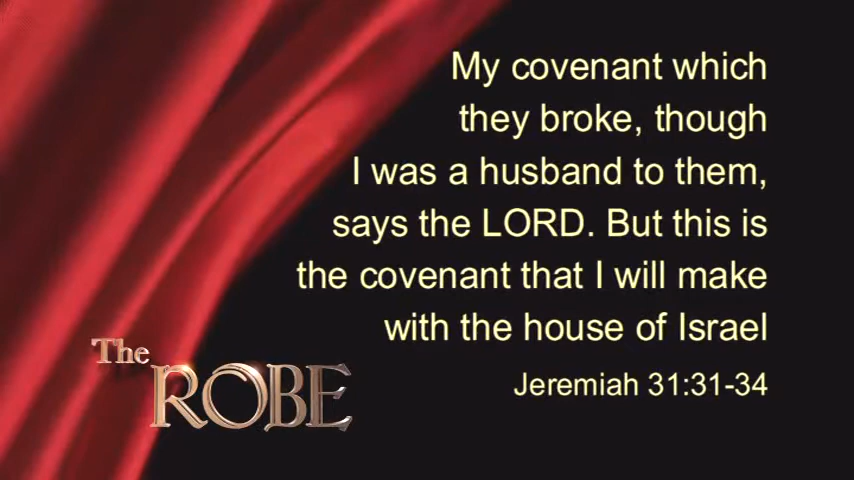 My covenant which
they broke, though
I was a husband to them,
says the LORD. But this is
the covenant that I will make
with the house of Israel
Jeremiah 31:31-34
The
ROBE